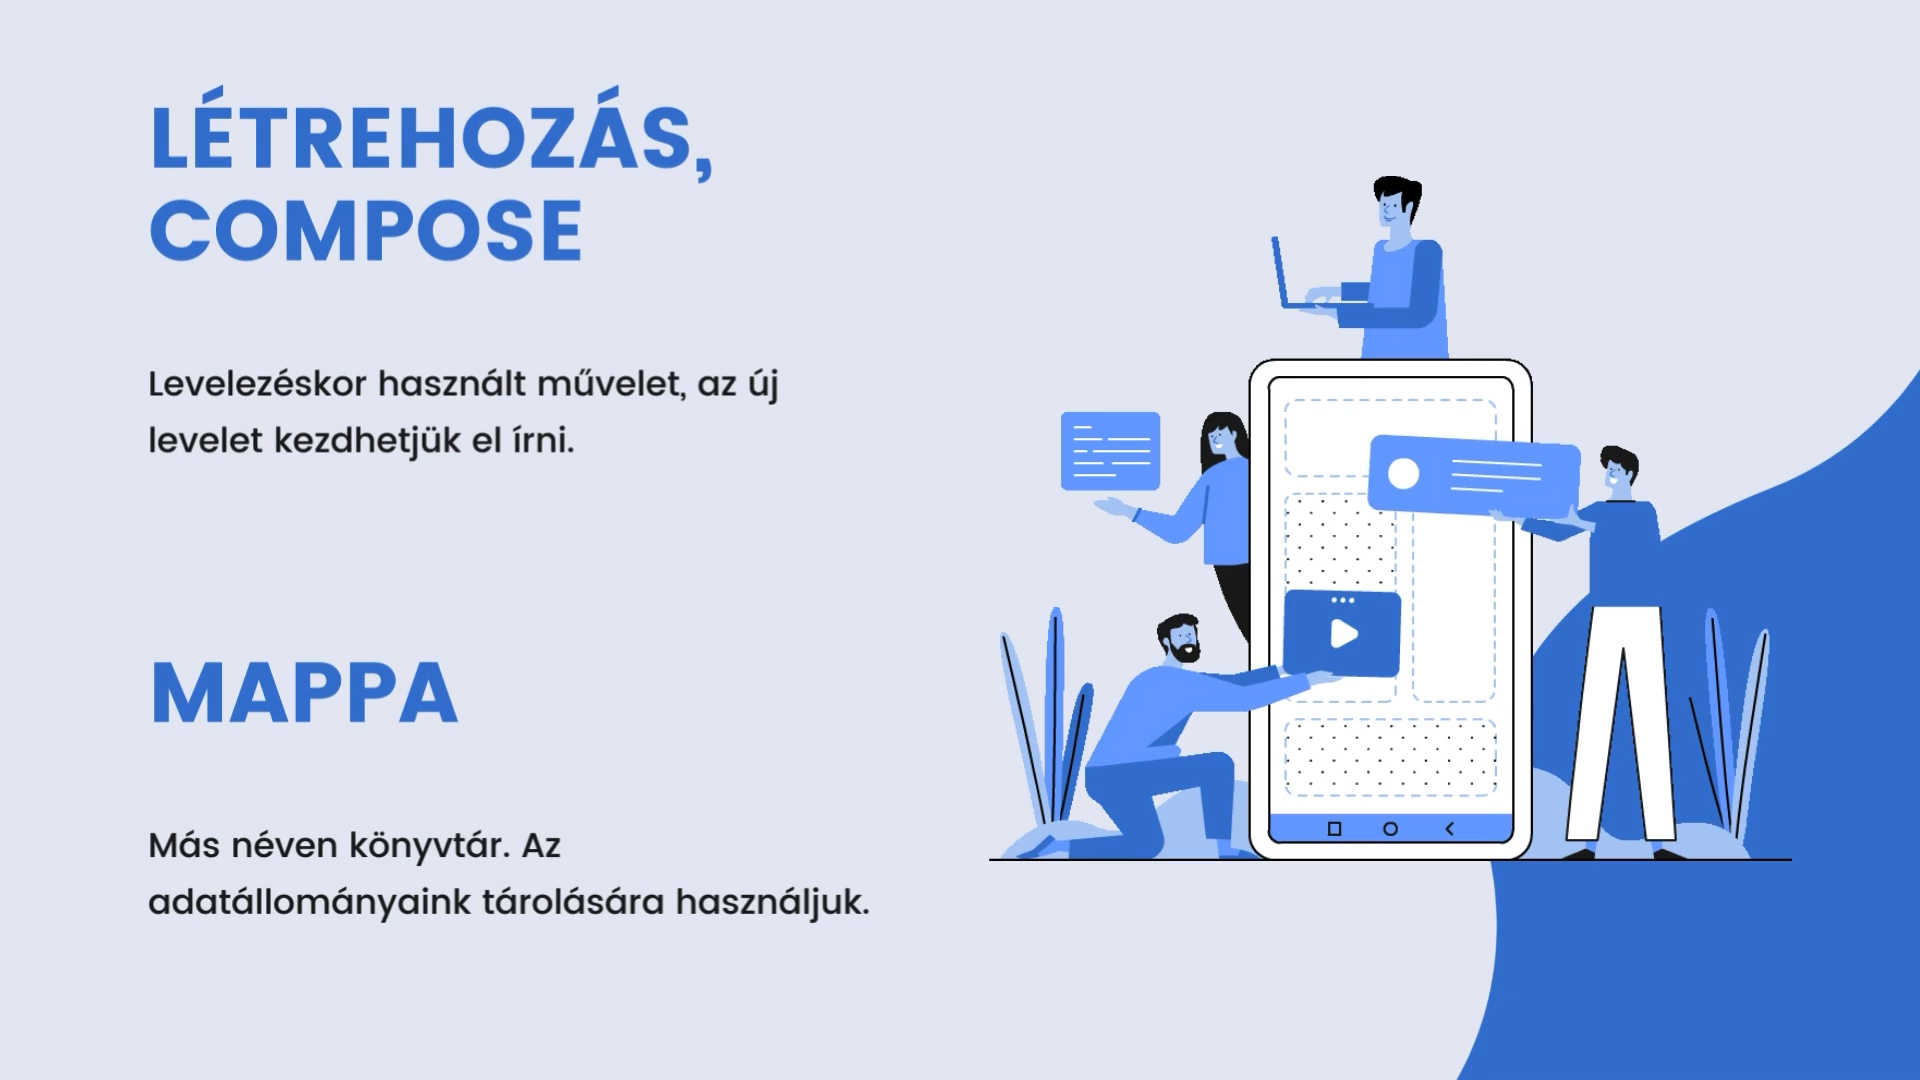 LÉTREHOZÁS,
COMPOSE
Levelezéskor használt művelet, az új
levelet kezdhetjük el írni.
MAPPA
Más néven könyvtár. Az
adatállományaink tárolására használjuk.